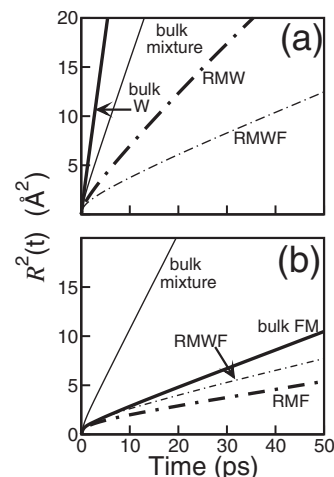 20
bulk
mixture
(a)
15
bulk
W
RMW
10
RMWF
5
R²(t) (Å²)
(b)
bulk
mixture
15
bulk FM
RMWF
10
5
RMF
0
0 10 20 30 40 50
Time (ps)